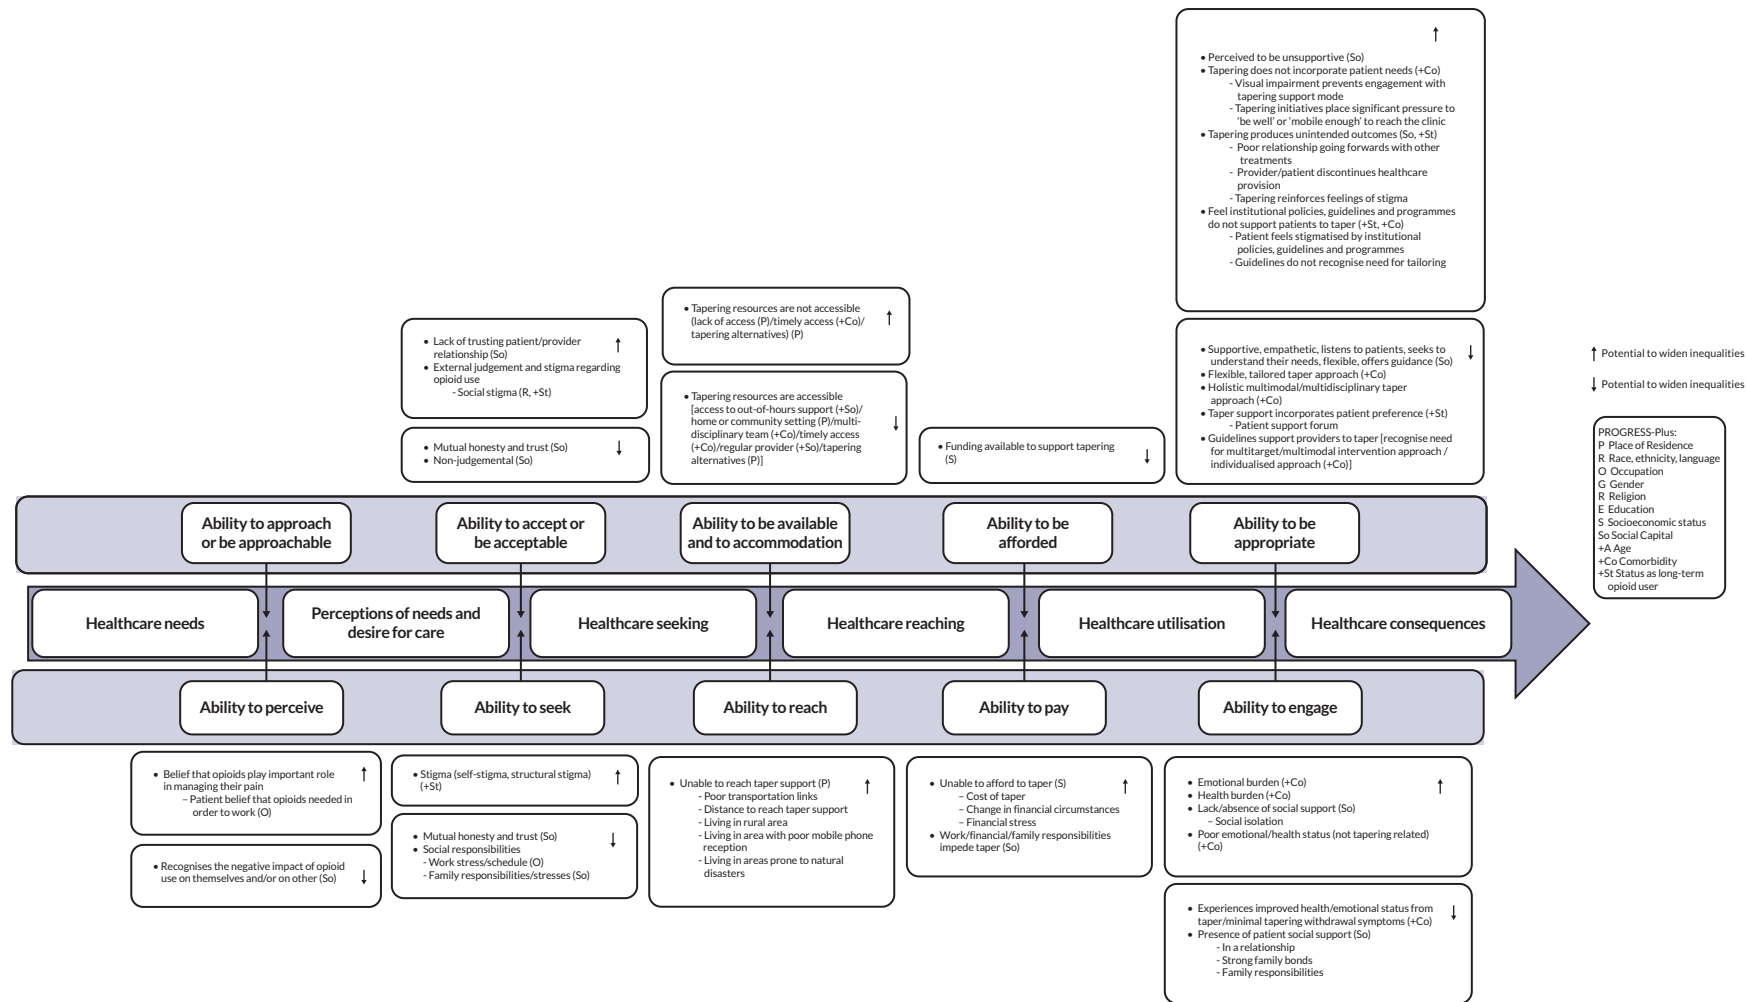 ↑
• Perceived to be unsupportive (So)
• Tapering does not incorporate patient needs (+Co)
- Visual impairment prevents engagement with
tapering support mode
- Tapering initiatives place significant pressure to
'be well' or 'mobile enough' to reach the clinic
• Tapering produces unintended outcomes (So, +St)
- Poor relationship going forwards with other
treatments
- Provider/patient discontinues healthcare
provision
- Tapering reinforces feelings of stigma
• Feel institutional policies, guidelines and programmes
do not support patients to taper (+St, +Co)
- Patient feels stigmatised by institutional
policies, guidelines and programmes
- Guidelines do not recognise need for tailoring
• Lack of trusting patient/provider
relationship (So)
• External judgement and stigma regarding
opioid use
- Social stigma (R, +St)
↑
• Mutual honesty and trust (So)
• Non-judgemental (So)
↓
• Tapering resources are not accessible
(lack of access (P)/timely access (+Co)/
tapering alternatives) (P)
↑
• Tapering resources are accessible
[access to out-of-hours support (+So)/
home or community setting (P)/multi-
disciplinary team (+Co)/timely access
(+Co)/regular provider (+So)/tapering
alternatives (P)]
↓
• Funding available to support tapering
(S)
↓
• Supportive, empathetic, listens to patients, seeks to
understand their needs, flexible, offers guidance (So)
• Flexible, tailored taper approach (+Co)
• Holistic multimodal/multidisciplinary taper
approach (+Co)
• Taper support incorporates patient preference (+St)
- Patient support forum
• Guidelines support providers to taper [recognise need
for multitarget/multimodal intervention approach /
individualised approach (+Co)]
↓
↑ Potential to widen inequalities
↓ Potential to widen inequalities
PROGRESS-Plus:
P Place of Residence
R Race, ethnicity, language
O Occupation
G Gender
R Religion
E Education
S Socioeconomic status
So Social Capital
+A Age
+Co Comorbidity
+St Status as long-term
opioid user
Ability to approach
or be approachable
Ability to accept or
be acceptable
Ability to be available
and to accommodation
Ability to be
afforded
Ability to be
appropriate
Healthcare needs
Perceptions of needs and
desire for care
Healthcare seeking
Healthcare reaching
Healthcare utilisation
Healthcare consequences
Ability to perceive
Ability to seek
Ability to reach
Ability to pay
Ability to engage
• Belief that opioids play important role
in managing their pain
– Patient belief that opioids needed in
order to work (O)
↑
• Recognises the negative impact of opioid
use on themselves and/or on other (So)
↓
• Stigma (self-stigma, structural stigma)
(+St)
↑
• Mutual honesty and trust (So)
• Social responsibilities
- Work stress/schedule (O)
- Family responsibilities/stresses (So)
↓
• Unable to reach taper support (P)
- Poor transportation links
- Distance to reach taper support
- Living in rural area
- Living in area with poor mobile phone
reception
- Living in areas prone to natural
disasters
↑
• Unable to afford to taper (S)
– Cost of taper
– Change in financial circumstances
– Financial stress
• Work/financial/family responsibilities
impede taper (So)
↑
• Emotional burden (+Co)
• Health burden (+Co)
• Lack/absence of social support (So)
– Social isolation
• Poor emotional/health status (not tapering related)
(+Co)
↑
• Experiences improved health/emotional status from
taper/minimal tapering withdrawal symptoms (+Co)
• Presence of patient social support (So)
- In a relationship
- Strong family bonds
- Family responsibilities
↓